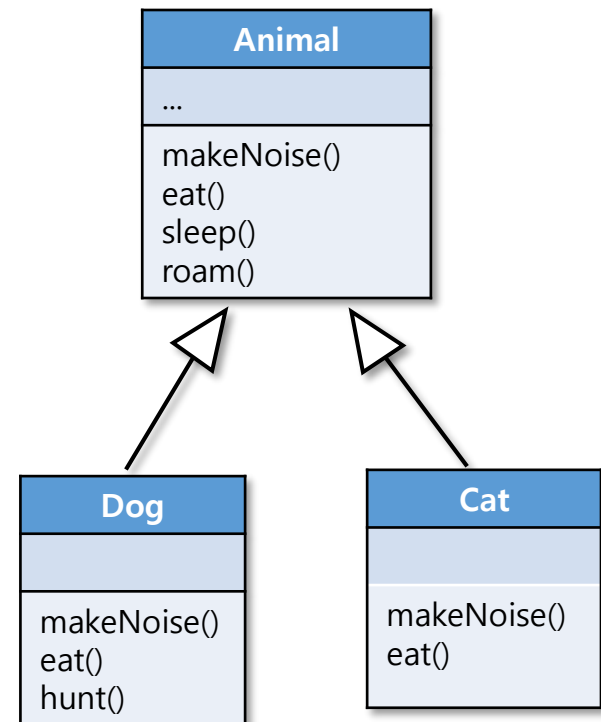 Animal
...
makeNoise()
eat()
sleep()
roam()
Dog
makeNoise()
eat()
hunt()
Cat
makeNoise()
eat()